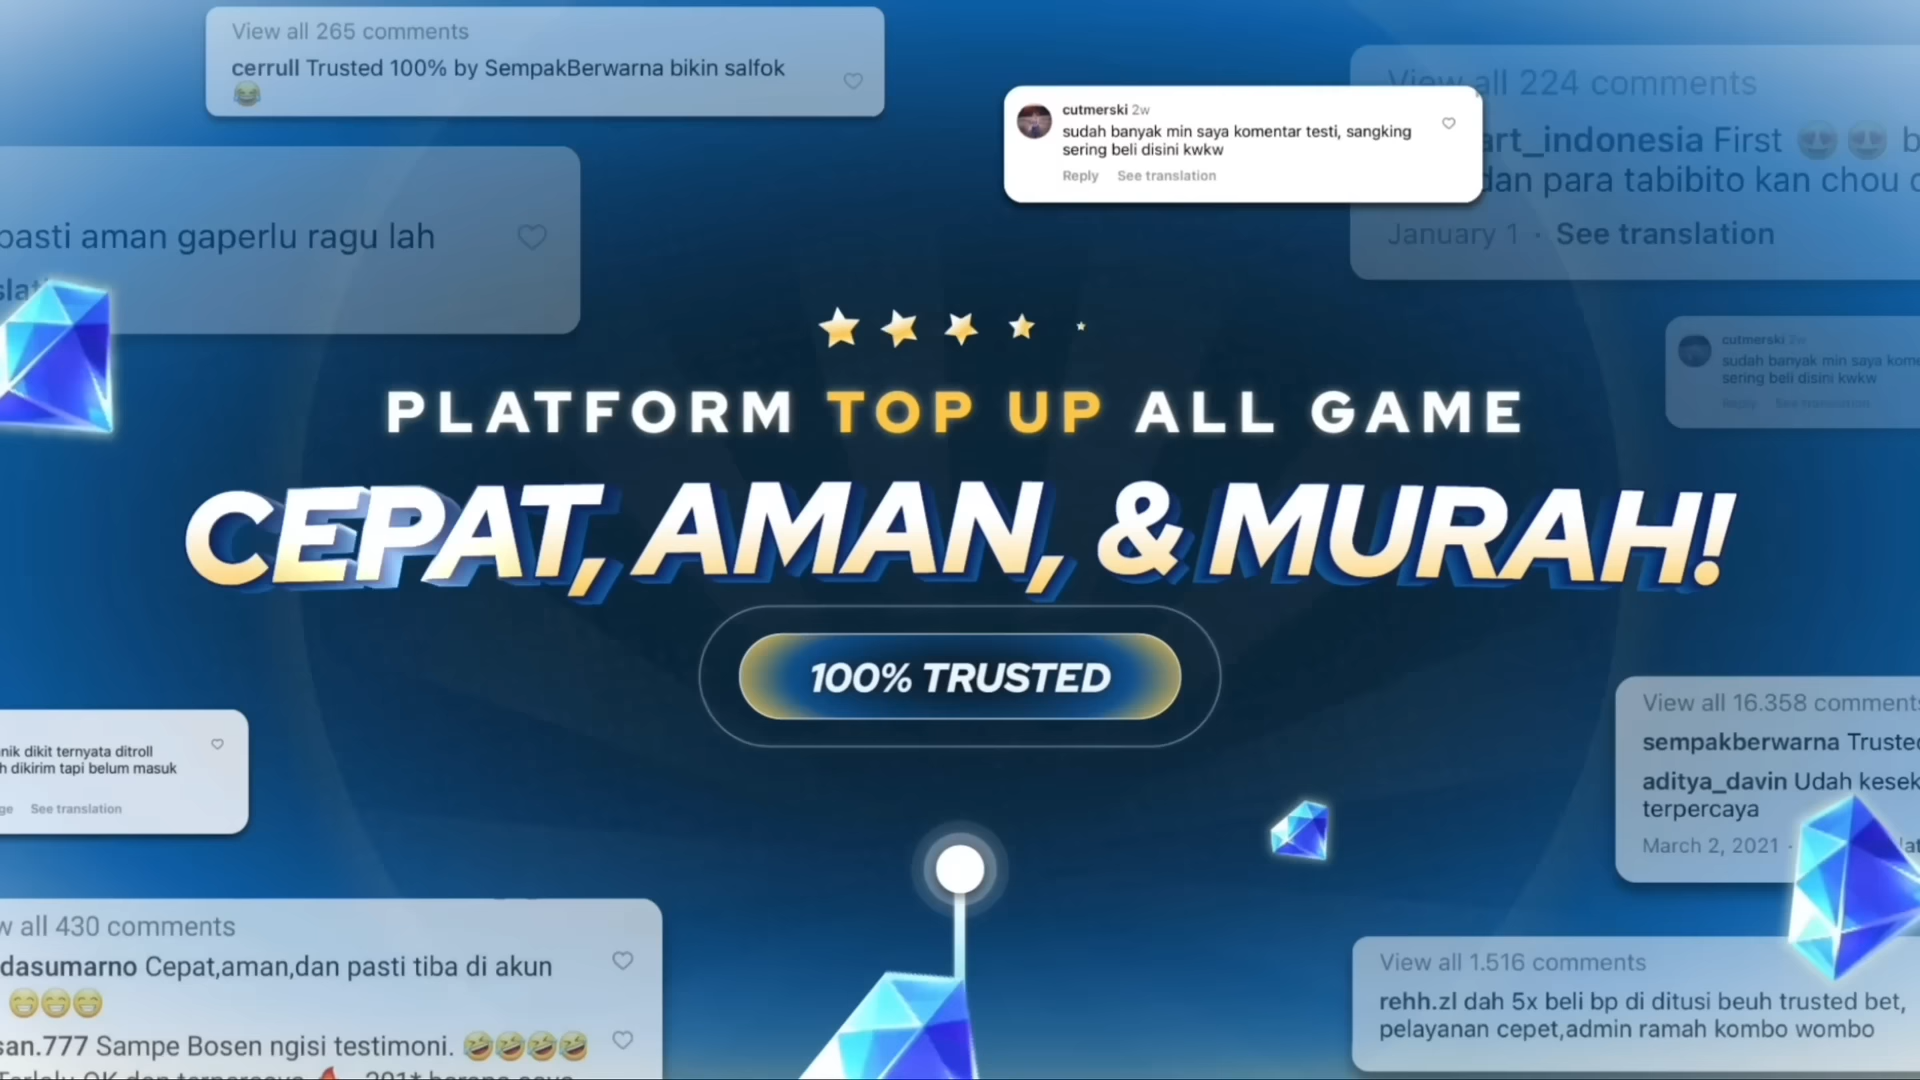 View all 265 comments
cerrull Trusted 100% by SempakBerwarna bikin salfok
😂
View all 224 comments
cutmerski 2w
sudah banyak min saya komentar testi, sangking
sering beli disini kwkw
Reply See translation
art_indonesia First 😍😍 b
dan para tabibito kan chou
January 1 · See translation
pasti aman gaperlu ragu lah
cutmerski 2w
sudah banyak min saya kome
sering beli disini kwkw
Reply See translation
PLATFORM TOP UP ALL GAME
CEPAT, AMAN, & MURAH!
100% TRUSTED
nik dikit ternyata ditroll
h dikirim tapi belum masuk
ge See translation
View all 16.358 comments
sempakberwarna Trusted
aditya_davin Udah kesek
terpercaya
March 2, 2021 ·
w all 430 comments
dasumarno Cepat,aman,dan pasti tiba di akun
😁😁😁
san.777 Sampe Bosen ngisi testimoni. 🤣🤣🤣🤣
View all 1.516 comments
rehh.zl dah 5x beli bp di ditusi beuh trusted bet,
pelayanan cepet,admin ramah kombo wombo